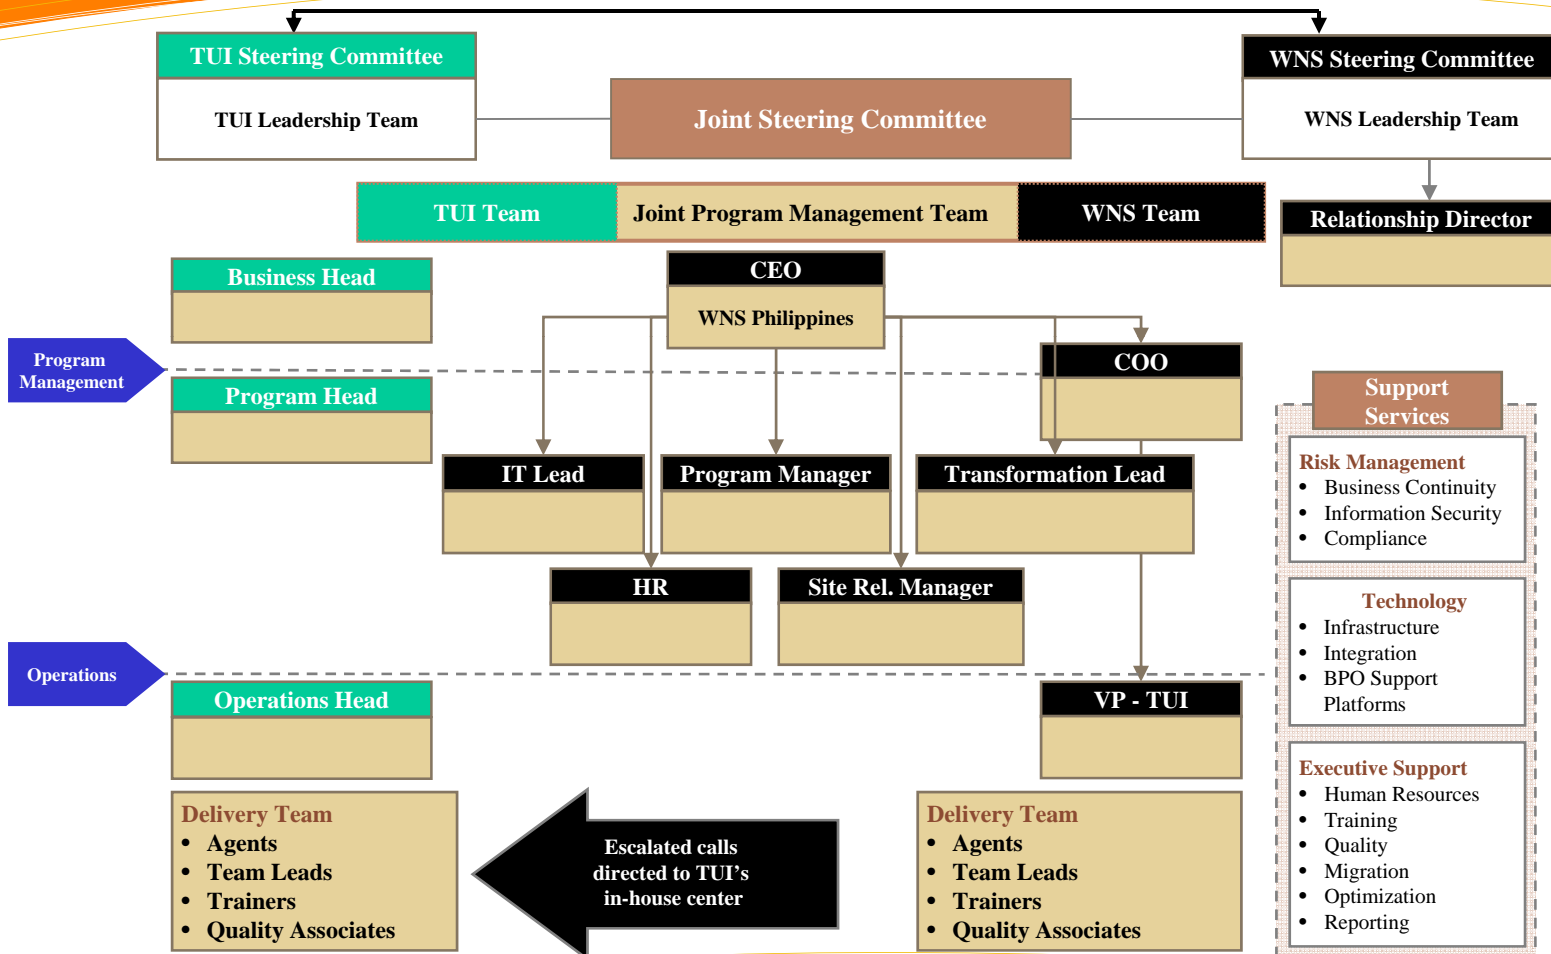 TUI Steering Committee
TUI Leadership Team
Joint Steering Committee
WNS Steering Committee
WNS Leadership Team
TUI Team
Joint Program Management Team
WNS Team
Relationship Director
Business Head
CEO
WNS Philippines
Program
Management
COO
Program Head
IT Lead
Program Manager
Transformation Lead
HR
Site Rel. Manager
Operations
Operations Head
VP - TUI
Delivery Team
• Agents
• Team Leads
• Trainers
• Quality Associates
Escalated calls
directed to TUI’s
in-house center
Delivery Team
• Agents
• Team Leads
• Trainers
• Quality Associates
Support
Services
Risk Management
• Business Continuity
• Information Security
• Compliance
Technology
• Infrastructure
• Integration
• BPO Support
Platforms
Executive Support
• Human Resources
• Training
• Quality
• Migration
• Optimization
• Reporting